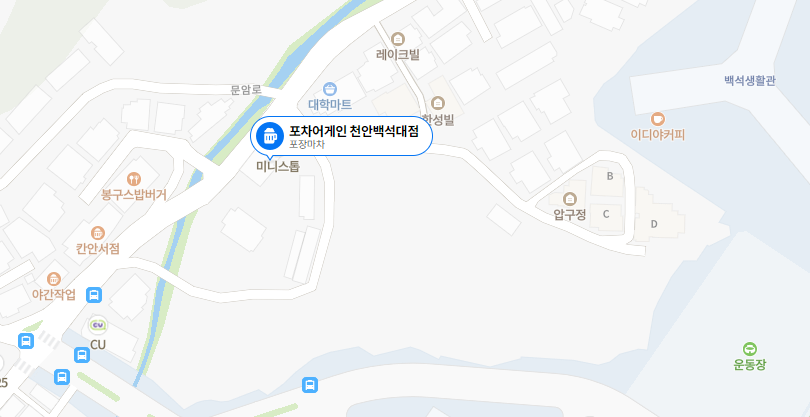 레이크빌
백석생활관
문암로
대학마트
한성빌
이디야커피
포차어게인 천안백석대점
포장마차
미니스톱
봉구스밥버거
B
압구정
C
D
칸안서점
야간작업
CU
CU
운동장
25